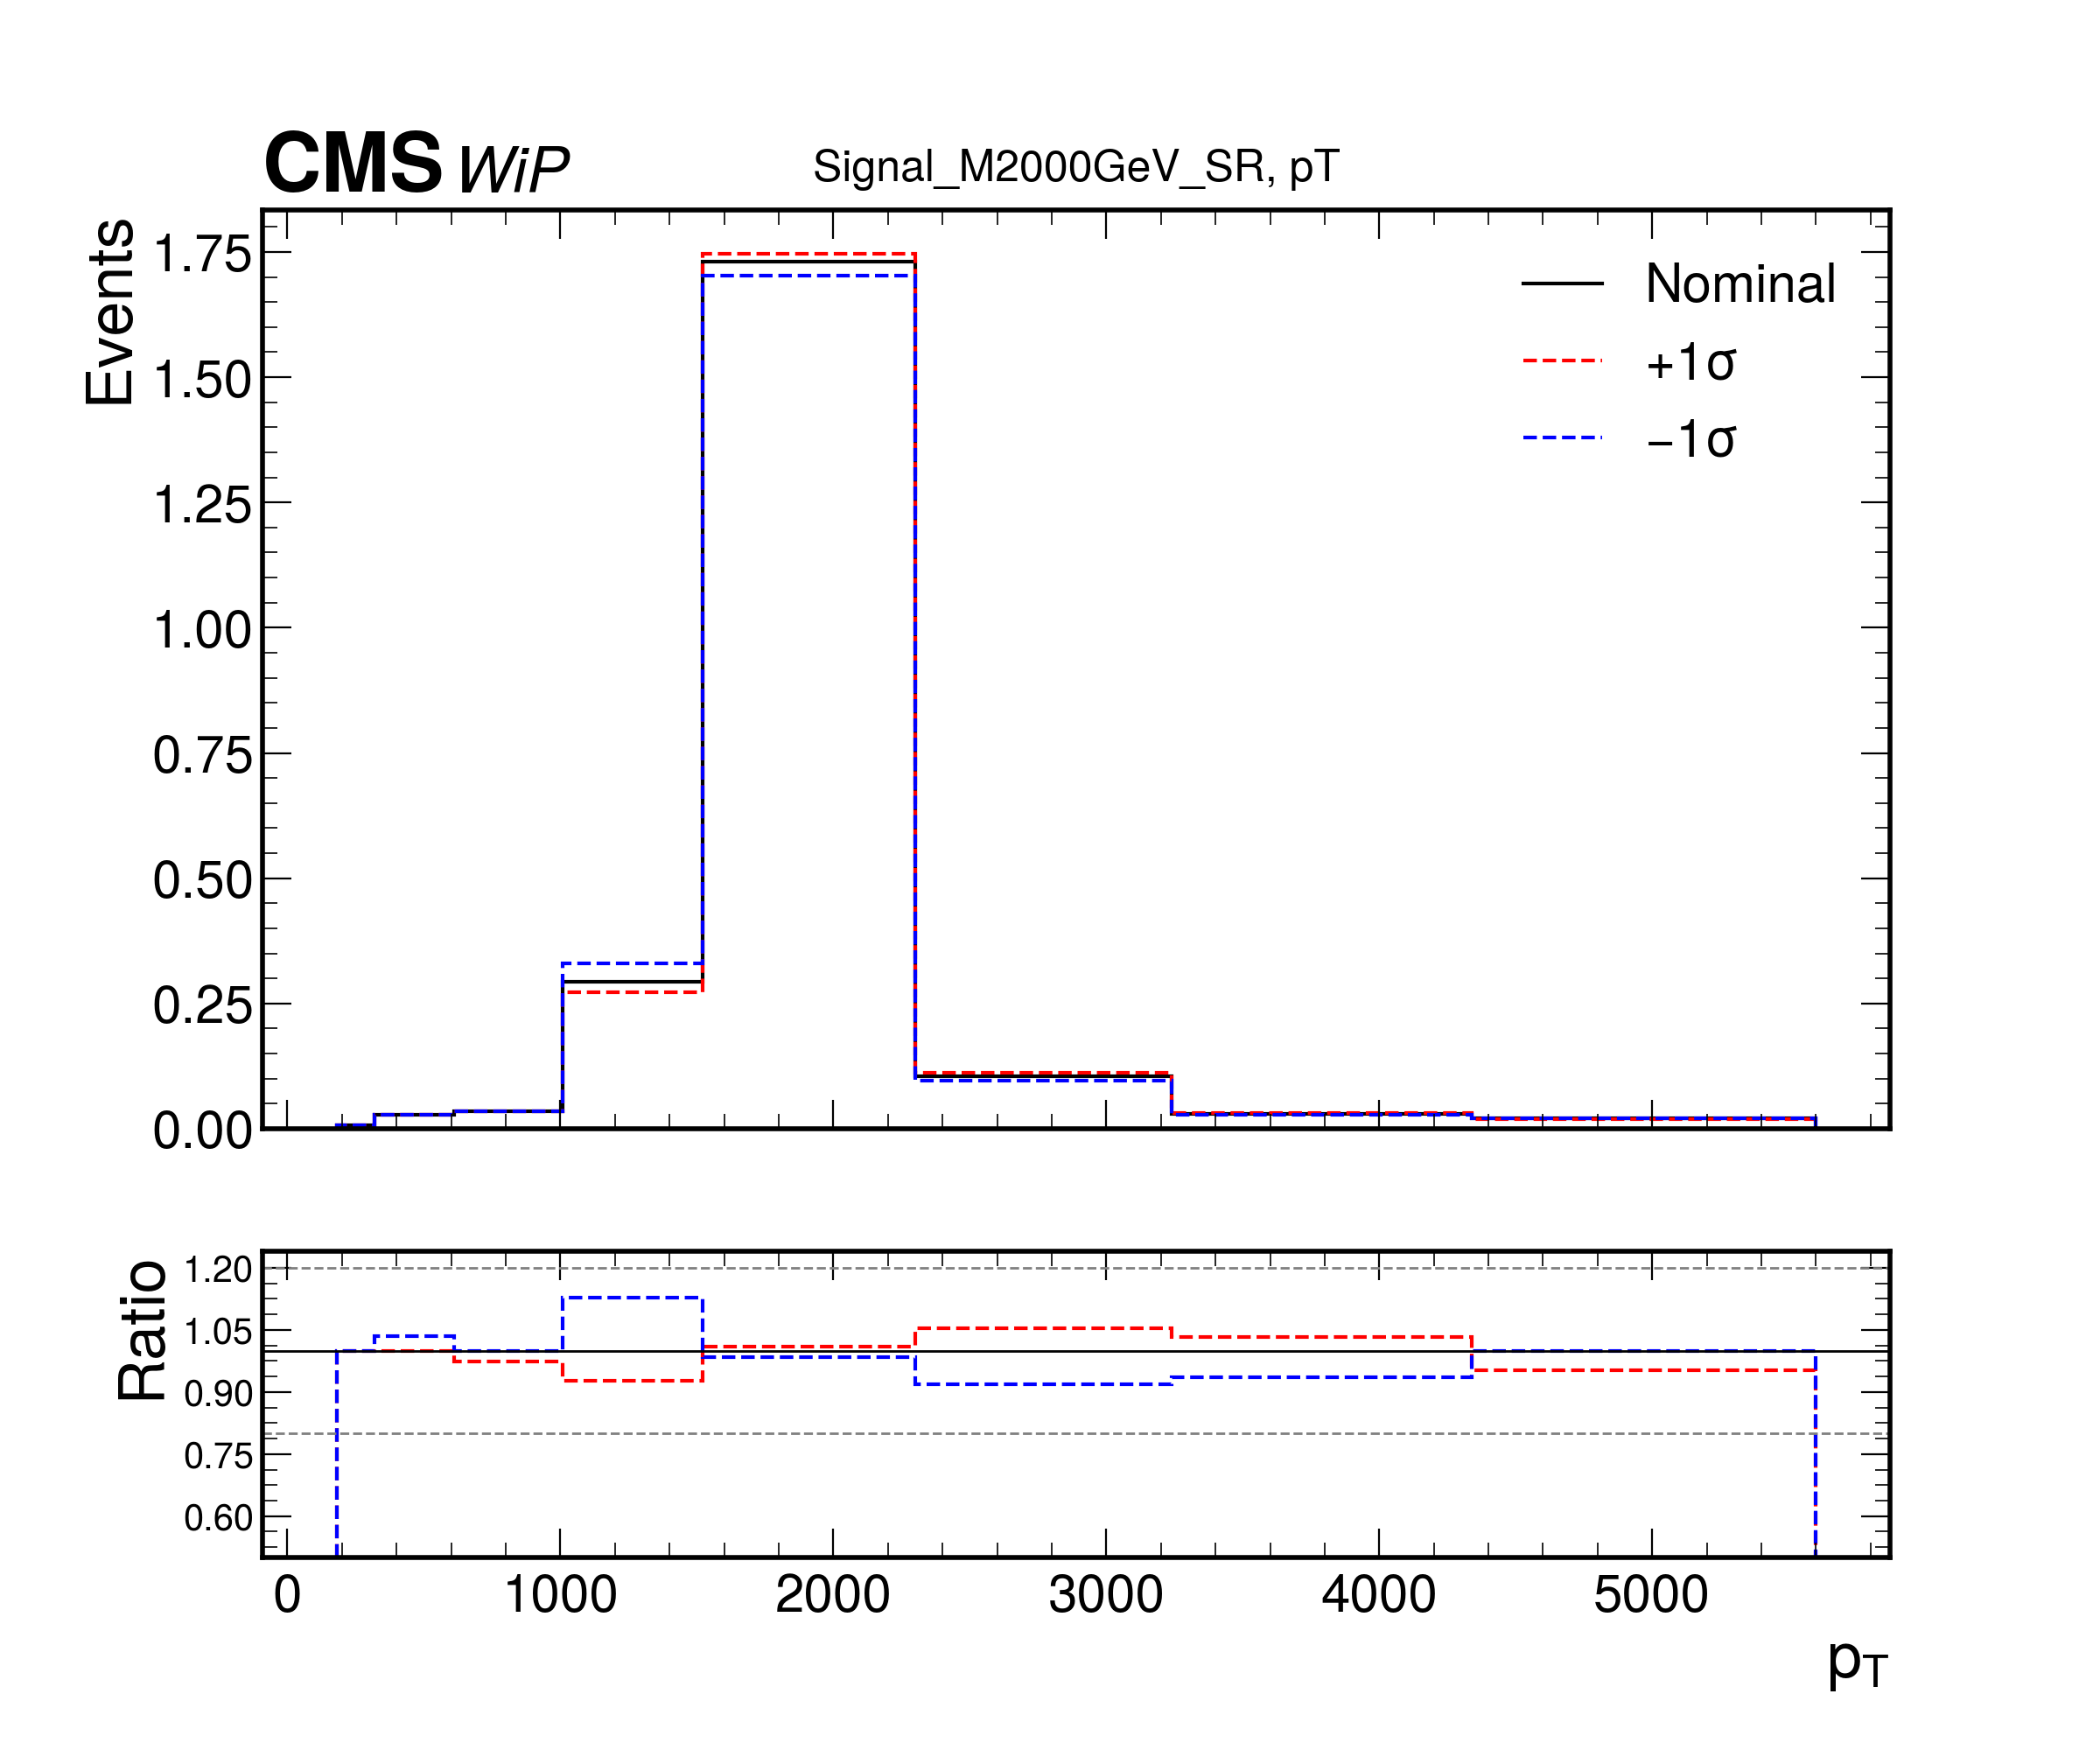 CMS WiP
Signal_M2000GeV_SR, pT
Events
1.75
1.50
1.25
1.00
0.75
0.50
0.25
0.00
Nominal
+1σ
−1σ
Ratio
1.20
1.05
0.90
0.75
0.60
0 1000 2000 3000 4000 5000
pT